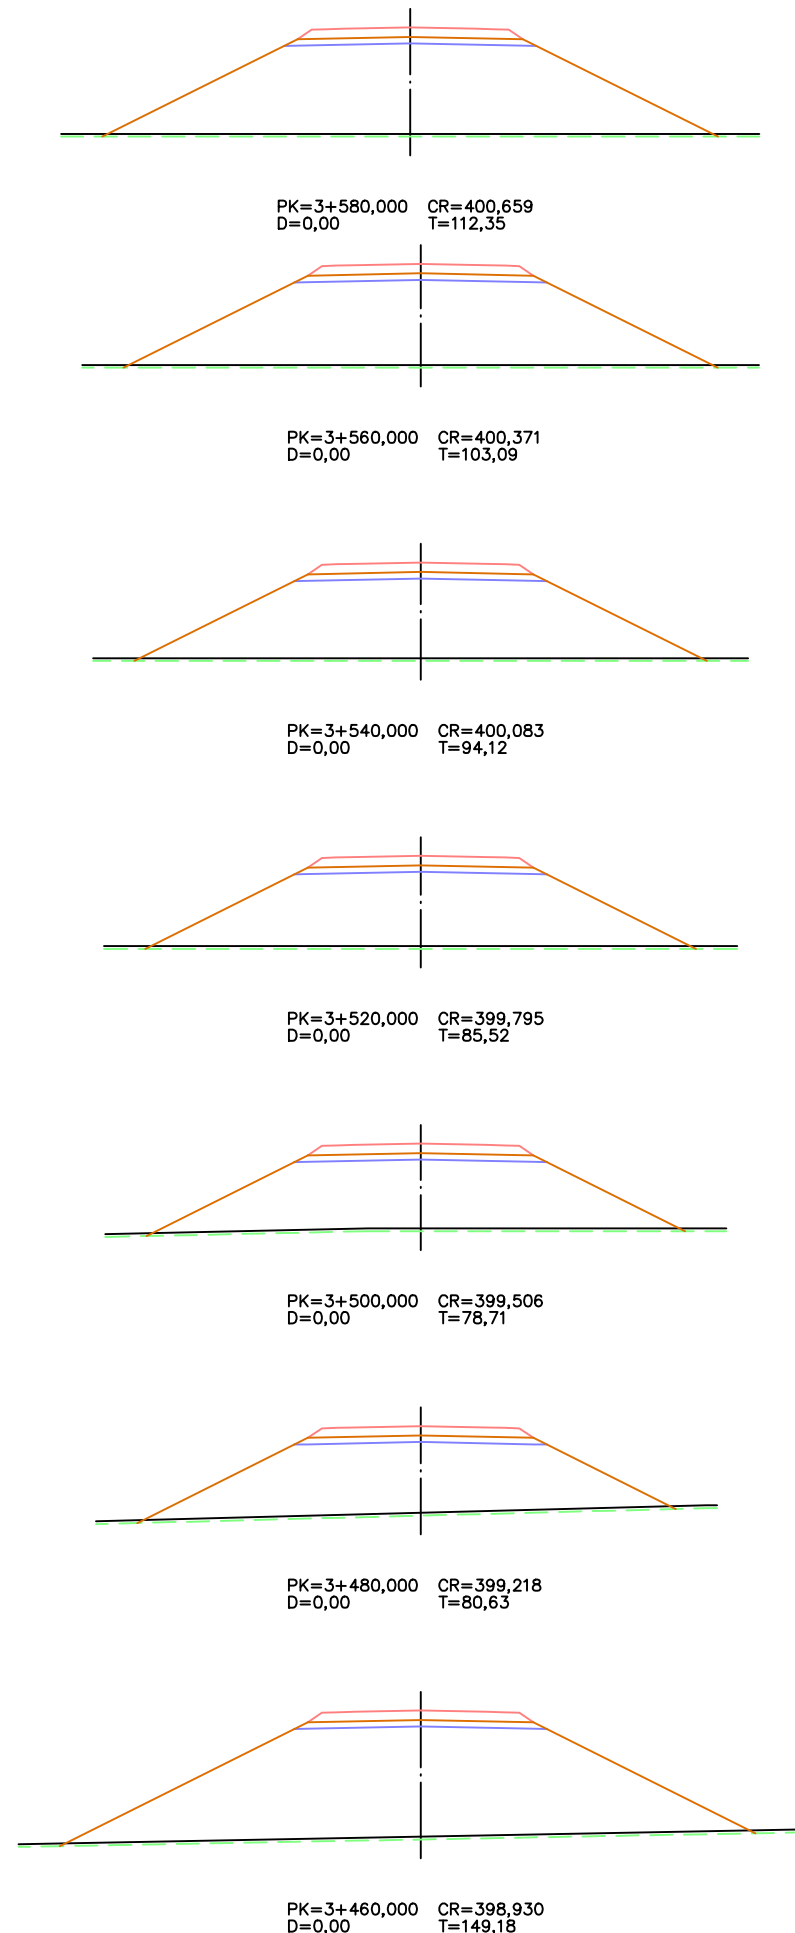 PK=3+580,000 CR=400,659
D=0,00 T=112,35
PK=3+560,000 CR=400,371
D=0,00 T=103,09
PK=3+540,000 CR=400,083
D=0,00 T=94,12
PK=3+520,000 CR=399,795
D=0,00 T=85,52
PK=3+500,000 CR=399,506
D=0,00 T=78,71
PK=3+480,000 CR=399,218
D=0,00 T=80,63
PK=3+460,000 CR=398,930
D=0,00 T=149,18